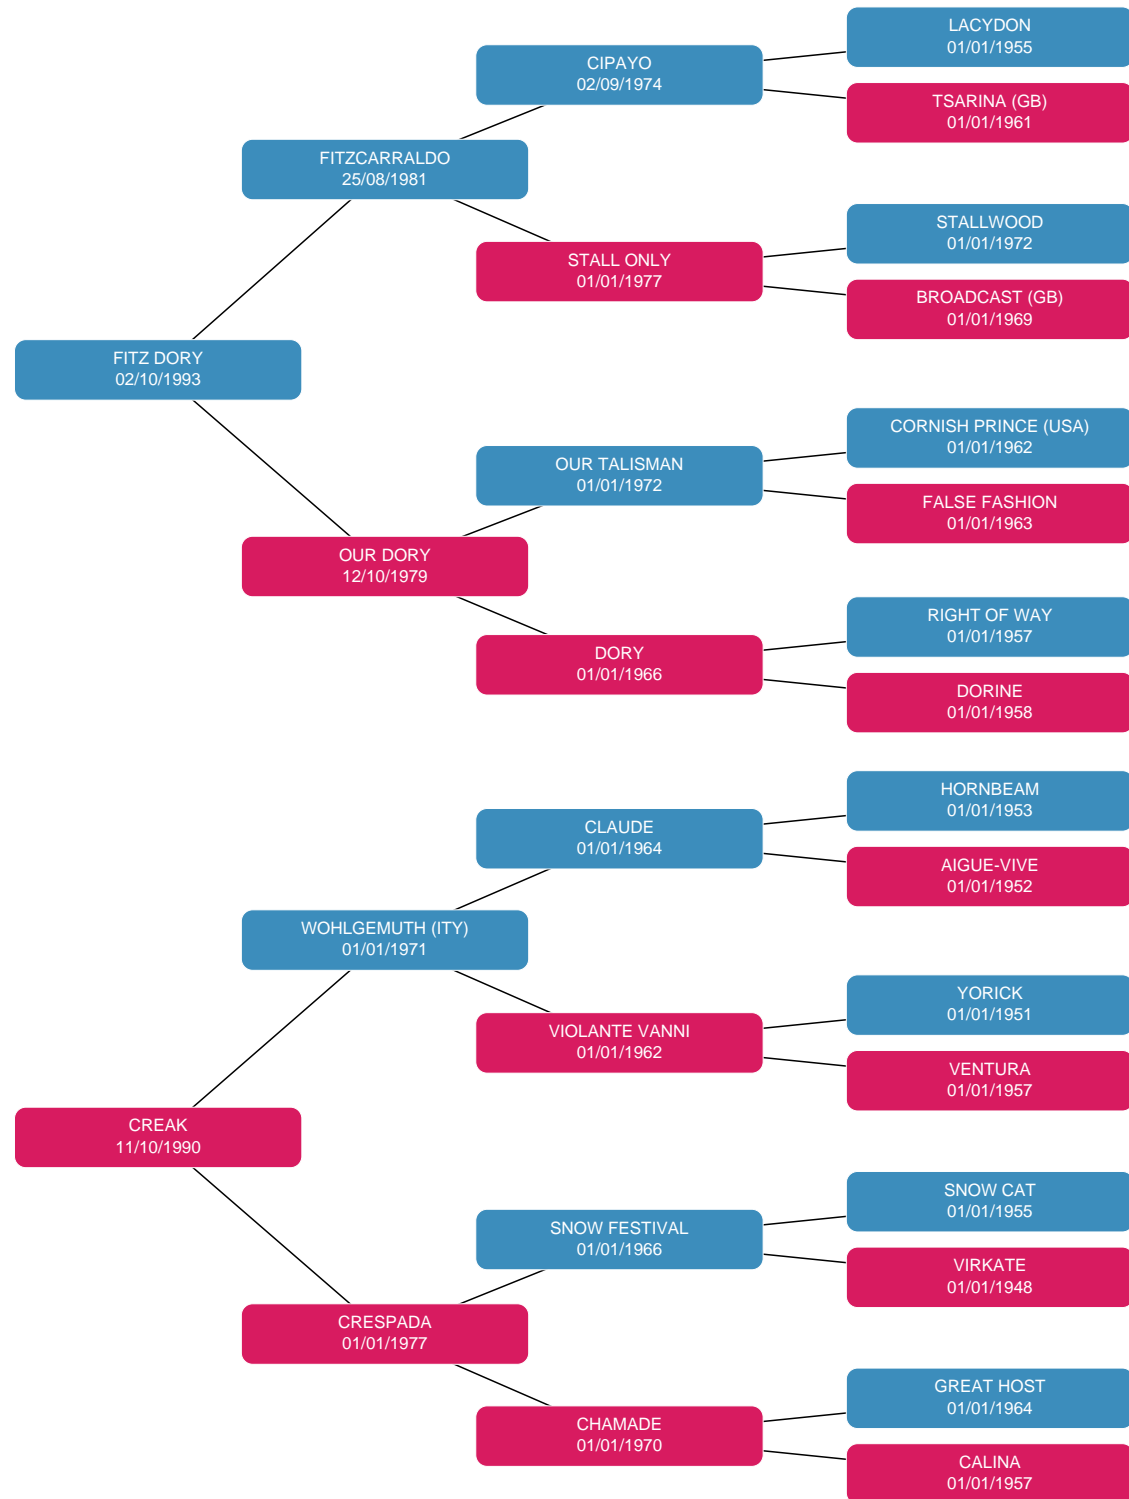 LACYDON
01/01/1955
CIPAYO
02/09/1974
TSARINA (GB)
01/01/1961
FITZCARRALDO
25/08/1981
STALLWOOD
01/01/1972
STALL ONLY
01/01/1977
BROADCAST (GB)
01/01/1969
FITZ DORY
02/10/1993
CORNISH PRINCE (USA)
01/01/1962
OUR TALISMAN
01/01/1972
FALSE FASHION
01/01/1963
OUR DORY
12/10/1979
RIGHT OF WAY
01/01/1957
DORY
01/01/1966
DORINE
01/01/1958
HORNBEAM
01/01/1953
CLAUDE
01/01/1964
AIGUE-VIVE
01/01/1952
WOHLGEMUTH (ITY)
01/01/1971
YORICK
01/01/1951
VIOLANTE VANNI
01/01/1962
VENTURA
01/01/1957
CREAK
11/10/1990
SNOW CAT
01/01/1955
SNOW FESTIVAL
01/01/1966
VIRKATE
01/01/1948
CRESPADA
01/01/1977
GREAT HOST
01/01/1964
CHAMADE
01/01/1970
CALINA
01/01/1957